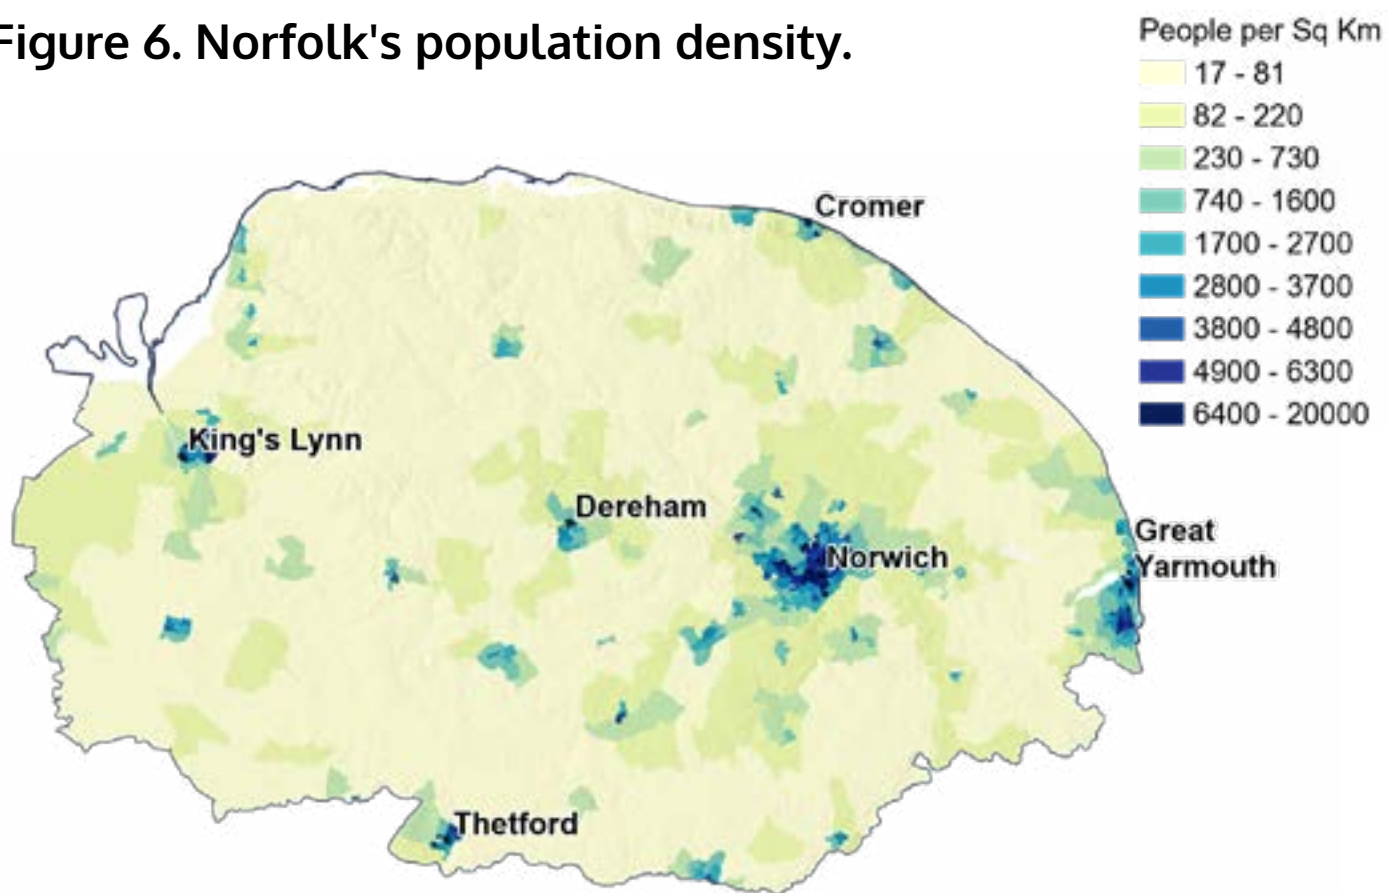 Figure 6. Norfolk's population density.
People per Sq Km
17 - 81
82 - 220
230 - 730
740 - 1600
1700 - 2700
2800 - 3700
3800 - 4800
4900 - 6300
6400 - 20000
Cromer
King's Lynn
Dereham
Norwich
Great
Yarmouth
Thetford